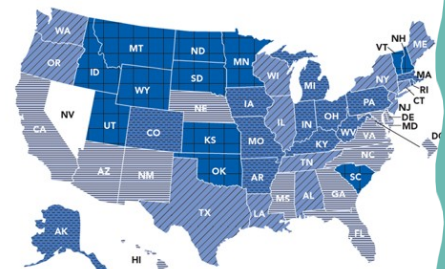 WA
MT
ND
MN
VT
NH
ME
OR
ID
SD
WI
MI
NY
MA
RI
CT
WY
NE
IA
PA
NJ
DE
MD
DC
NV
UT
CO
IL
IN
OH
WV
VA
CA
KS
MO
KY
NC
AZ
NM
OK
AR
TN
SC
TX
LA
MS
AL
GA
FL
AK
HI